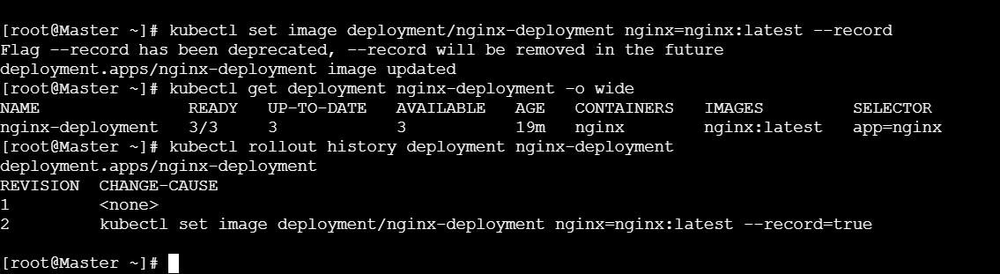 [root@Master ~]# kubectl set image deployment/nginx-deployment nginx=nginx:latest --record
Flag --record has been deprecated, --record will be removed in the future
deployment.apps/nginx-deployment image updated
[root@Master ~]# kubectl get deployment nginx-deployment -o wide
NAME               READY   UP-TO-DATE   AVAILABLE   AGE   CONTAINERS   IMAGES         SELECTOR
nginx-deployment   3/3     3            3           19m   nginx        nginx:latest   app=nginx
[root@Master ~]# kubectl rollout history deployment nginx-deployment
deployment.apps/nginx-deployment
REVISION  CHANGE-CAUSE
1         <none>
2         kubectl set image deployment/nginx-deployment nginx=nginx:latest --record=true
[root@Master ~]#